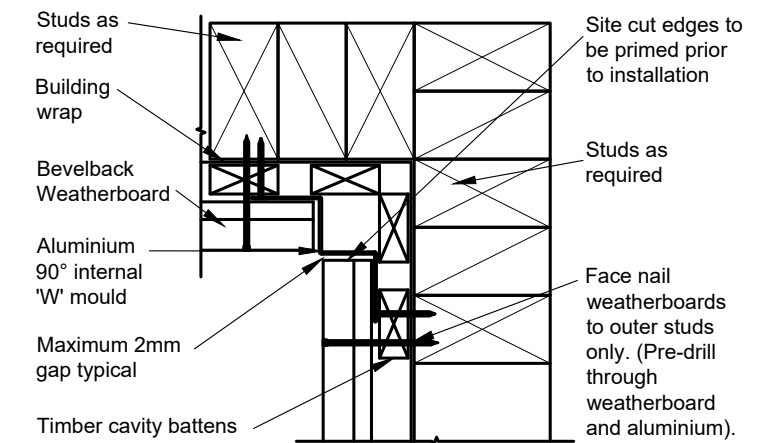 Studs as
required
Building
wrap
Bevelback
Weatherboard
Aluminium
90° internal
'W' mould
Maximum 2mm
gap typical
Timber cavity battens
Site cut edges to
be primed prior
to installation
Studs as
required
Face nail
weatherboards
to outer studs
only. (Pre-drill
through
weatherboard
and aluminium).